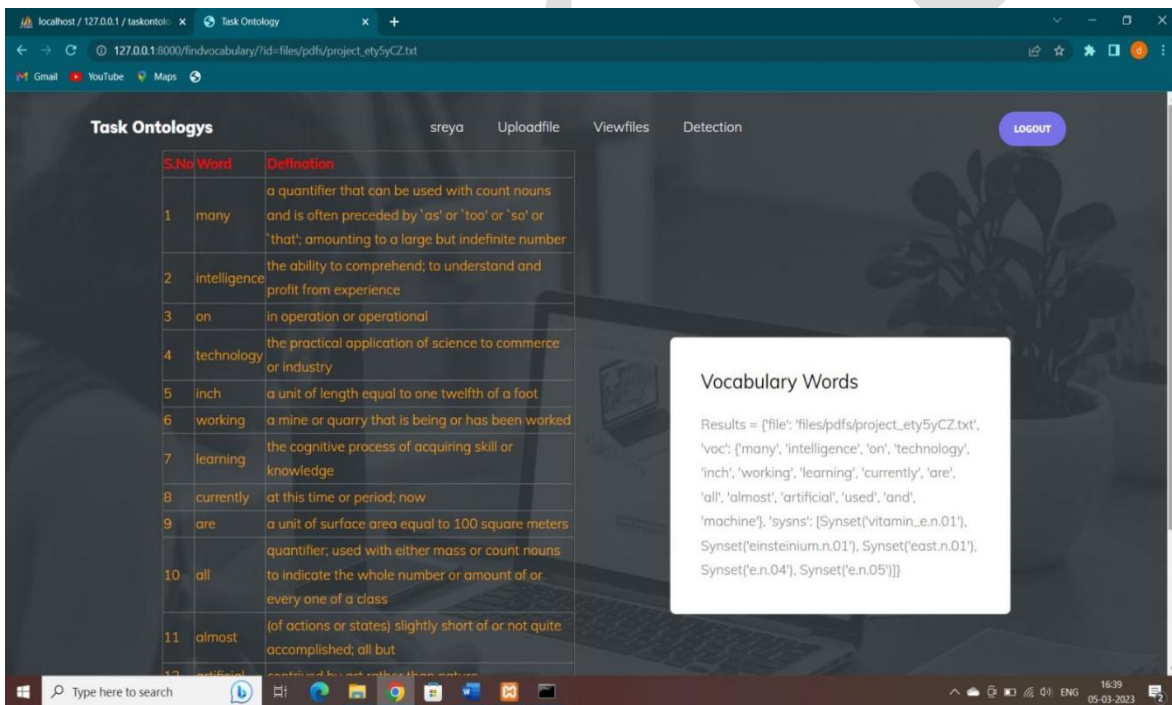 localhost / 127.0.0.1 / taskontolo
Task Ontology
127.0.0.1:8000/findvocabulary/?id=files/pdfs/project_ety5yCZ.txt
Gmail YouTube Maps
Task Ontologys sreya Uploadfile Viewfiles Detection LOGOUT
S.No Word Defination
1 many a quantifier that can be used with count nouns
and is often preceded by `as' or `too' or `so' or
`that'; amounting to a large but indefinite number
2 intelligence the ability to comprehend; to understand and
profit from experience
3 on in operation or operational
4 technology the practical application of science to commerce
or industry
5 inch a unit of length equal to one twelfth of a foot
6 working a mine or quarry that is being or has been worked
7 learning the cognitive process of acquiring skill or
knowledge
8 currently at this time or period; now
9 are a unit of surface area equal to 100 square meters
10 all quantifier; used with either mass or count nouns
to indicate the whole number or amount of or
every one of a class
11 almost (of actions or states) slightly short of or not quite
accomplished; all but
12 artificial contrived by art rather than nature
Vocabulary Words
Results = {'file': 'files/pdfs/project_ety5yCZ.txt',
'voc': {'many', 'intelligence', 'on', 'technology',
'inch', 'working', 'learning', 'currently', 'are',
'all', 'almost', 'artificial', 'used', 'and',
'machine'}, 'sysns': [Synset('vitamin_e.n.01'),
Synset('einsteinium.n.01'), Synset('east.n.01'),
Synset('e.n.04'), Synset('e.n.05')]}
Type here to search
ENG
16:39
05-03-2023
2